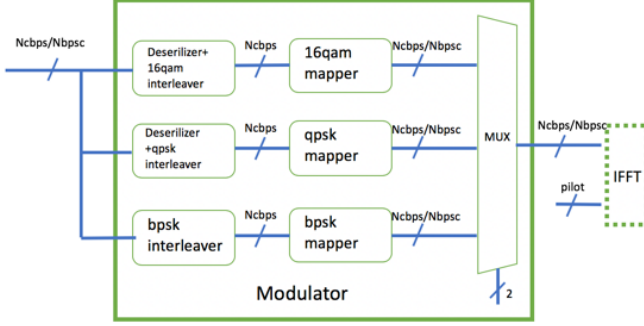 Ncbps/Nbpsc
Deserilizer+
16qam
interleaver
Ncbps
16qam
mapper
Ncbps/Nbpsc
Deserilizer
+qpsk
interleaver
Ncbps
qpsk
mapper
Ncbps/Nbpsc
MUX
Ncbps/Nbpsc
IFFT
pilot
bpsk
interleaver
Ncbps
bpsk
mapper
Ncbps/Nbpsc
2
Modulator